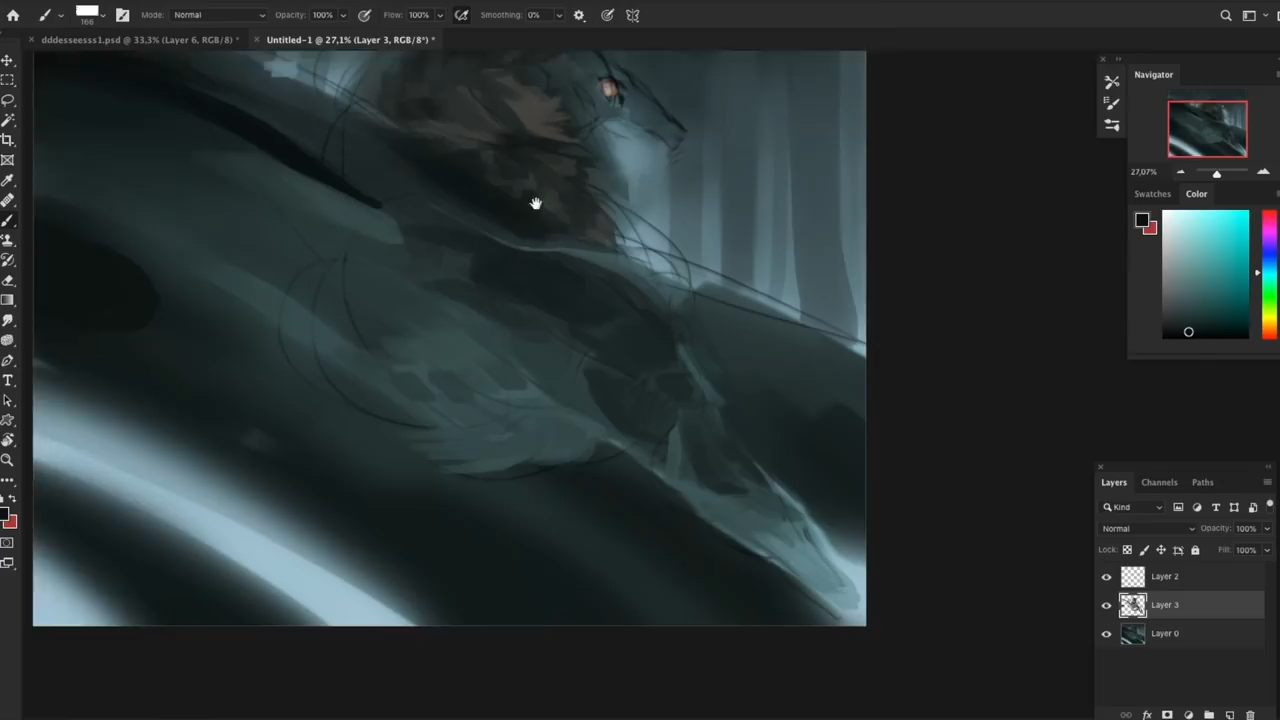 Mode: Normal Opacity: 100% Flow: 100% Smoothing: 0%
166
dddesseesss1.psd @ 33,3% (Layer 6, RGB/8) *
Untitled-1 @ 27,1% (Layer 3, RGB/8*) *
Navigator
27,07%
Swatches Color
Layers Channels Paths
Kind
Normal Opacity: 100%
Lock: Fill: 100%
Layer 2
Layer 3
Layer 0
fx